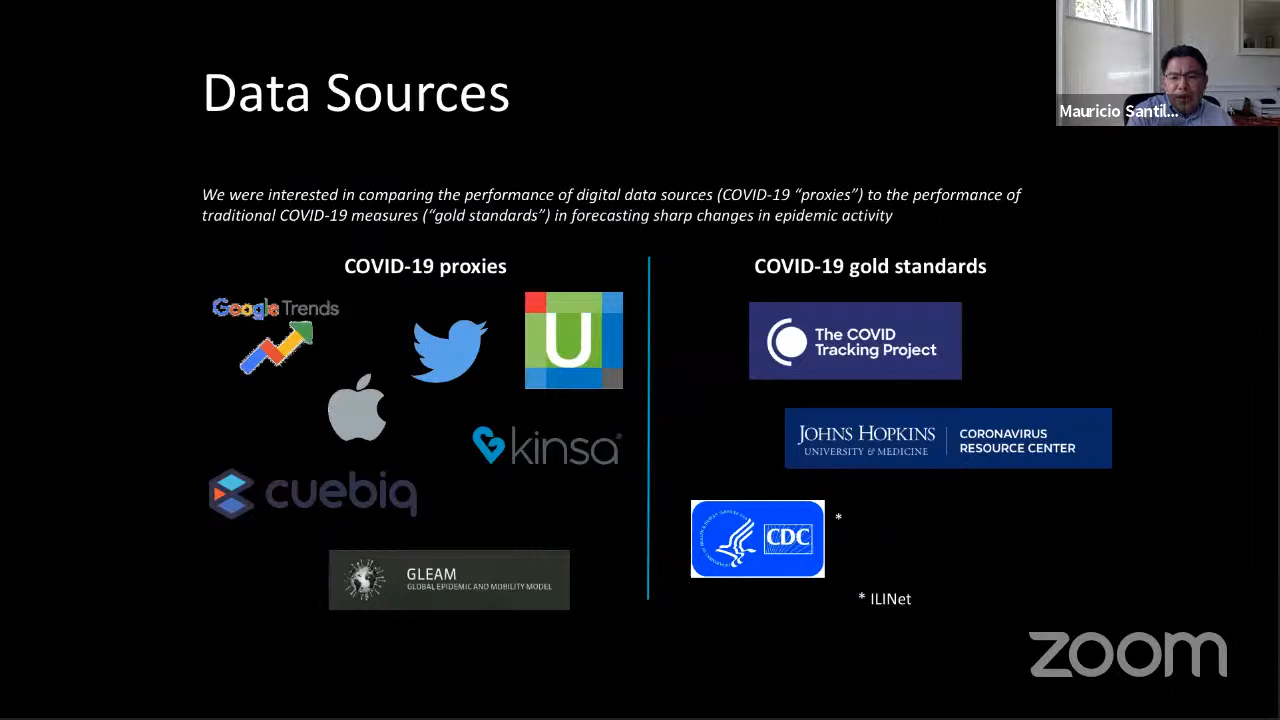 Data Sources
Mauricio Santil...
We were interested in comparing the performance of digital data sources (COVID-19 “proxies”) to the performance of
traditional COVID-19 measures (“gold standards”) in forecasting sharp changes in epidemic activity
COVID-19 proxies
Google Trends
U
kinsa®
cuebiq
GLEAM
GLOBAL EPIDEMIC AND MOBILITY MODEL
COVID-19 gold standards
The COVID
Tracking Project
JOHNS HOPKINS
UNIVERSITY & MEDICINE
CORONAVIRUS
RESOURCE CENTER
CDC
*
* ILINet
zoom